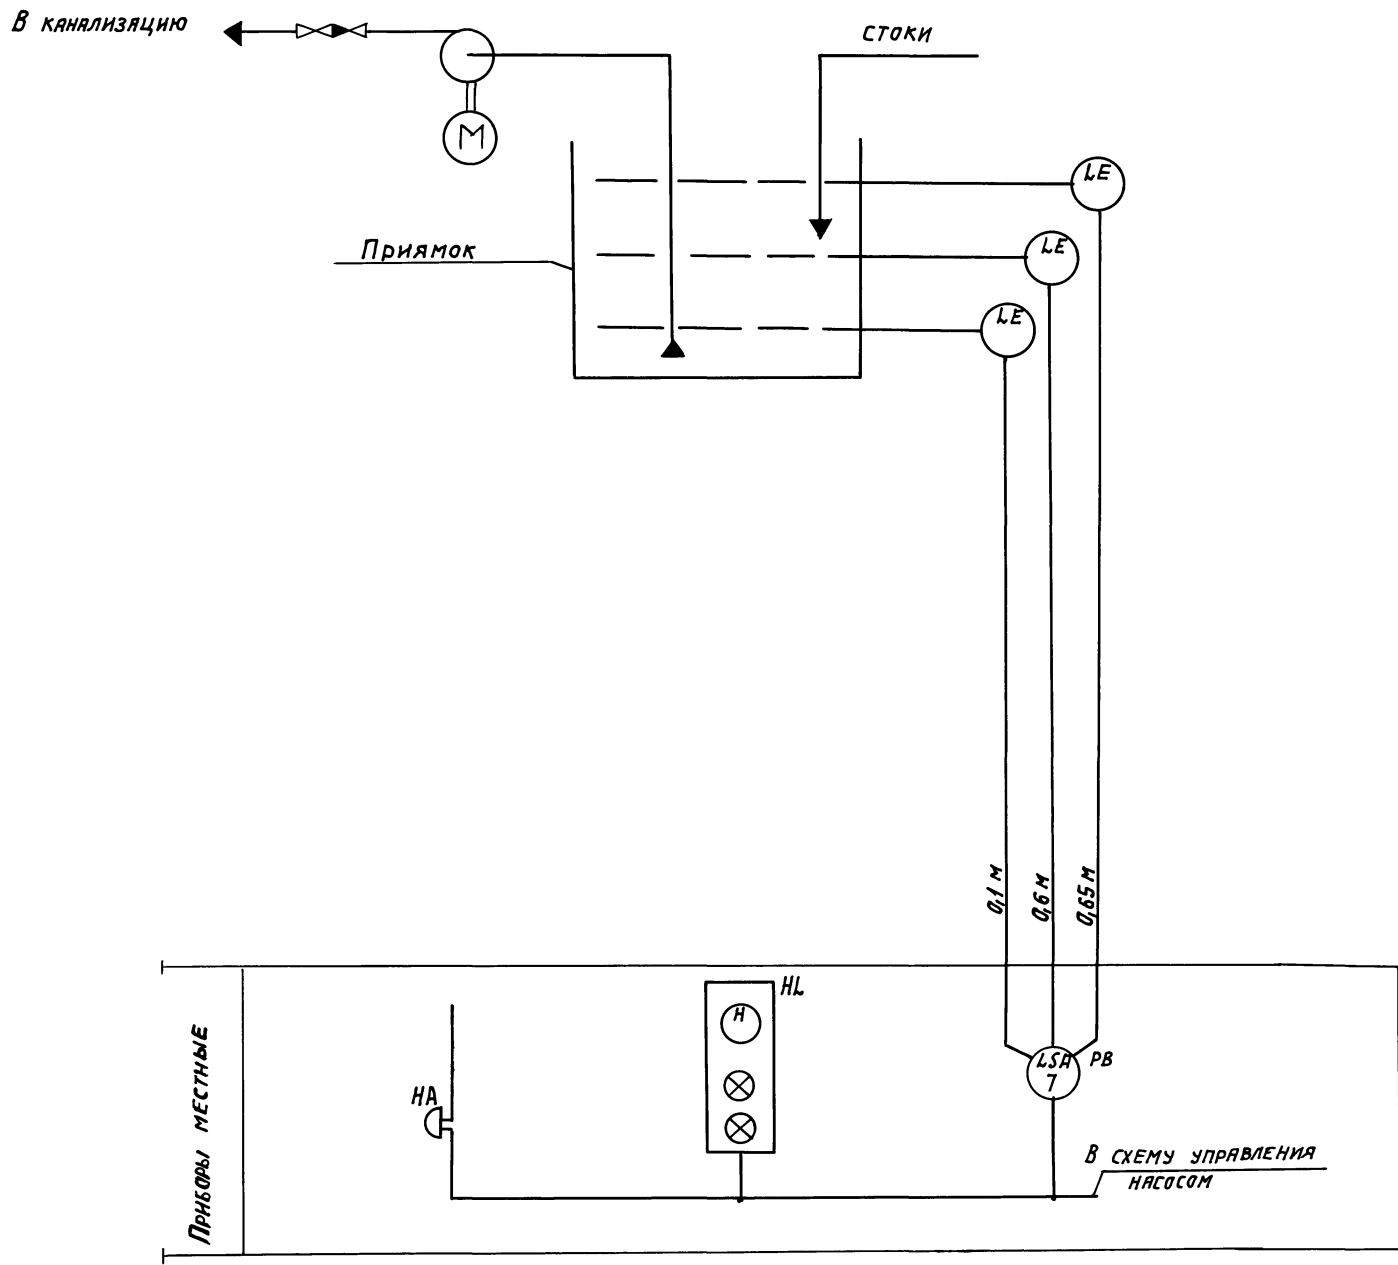 В канализацию
стоки
М
LE
LE
Приямок
LE
0,1 м
0,6 м
0,65 м
HL
H
Приборы местные
LSA
7
РВ
HA
В схему управления
насосом